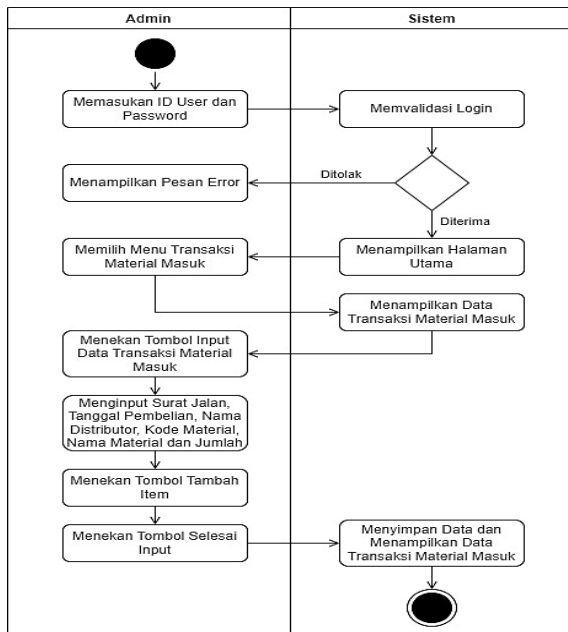 Admin
Sistem
Memasukan ID User dan
Password
Memvalidasi Login
Ditolak
Menampilkan Pesan Error
Diterima
Memilih Menu Transaksi
Material Masuk
Menampilkan Halaman
Utama
Menampilkan Data
Transaksi Material Masuk
Menekan Tombol Input
Data Transaksi Material
Masuk
Menginput Surat Jalan,
Tanggal Pembelian, Nama
Distributor, Kode Material,
Nama Material dan Jumlah
Menekan Tombol Tambah
Item
Menekan Tombol Selesai
Input
Menyimpan Data dan
Menampilkan Data
Transaksi Material Masuk